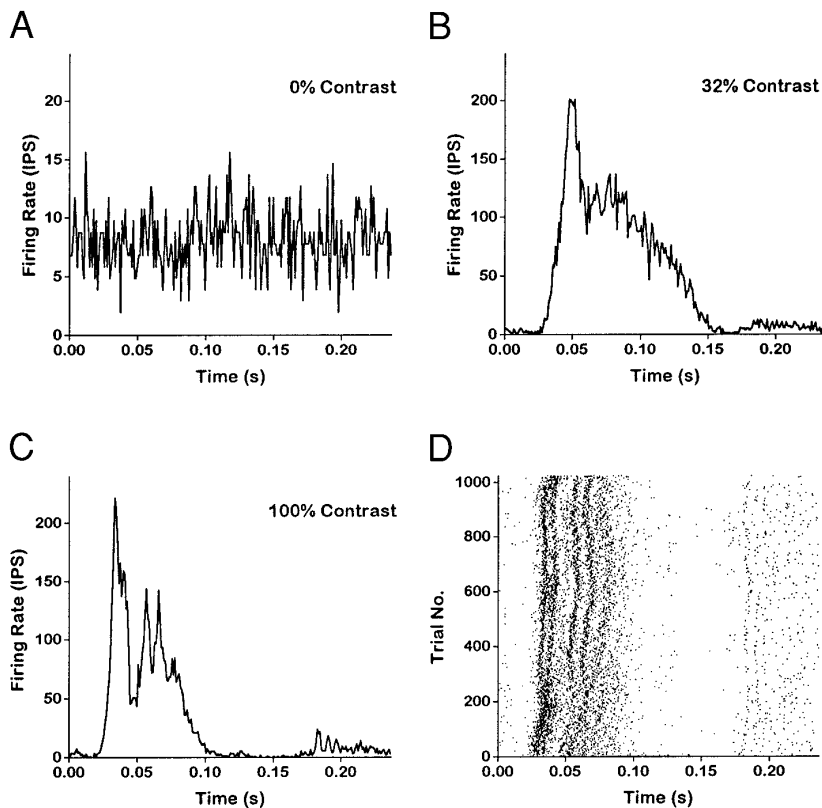 A
0% Contrast
Firing Rate (IPS)
20
15
10
5
0
0.00 0.05 0.10 0.15 0.20
Time (s)
B
32% Contrast
Firing Rate (IPS)
200
150
100
50
0
0.00 0.05 0.10 0.15 0.20
Time (s)
C
100% Contrast
Firing Rate (IPS)
200
150
100
50
0
0.00 0.05 0.10 0.15 0.20
Time (s)
D
Trial No.
1000
800
600
400
200
0
0.00 0.05 0.10 0.15 0.20
Time (s)